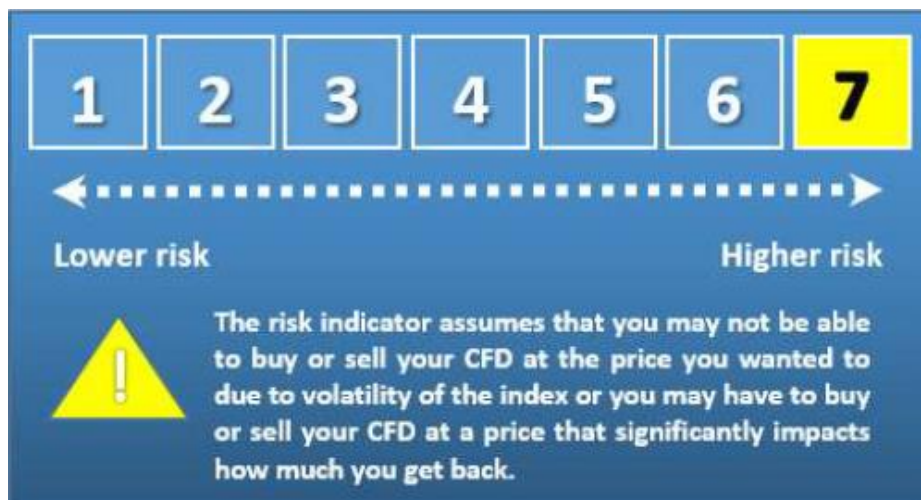 1 2 3 4 5 6 7
Lower risk Higher risk
!
The risk indicator assumes that you may not be able
to buy or sell your CFD at the price you wanted to
due to volatility of the index or you may have to buy
or sell your CFD at a price that significantly impacts
how much you get back.